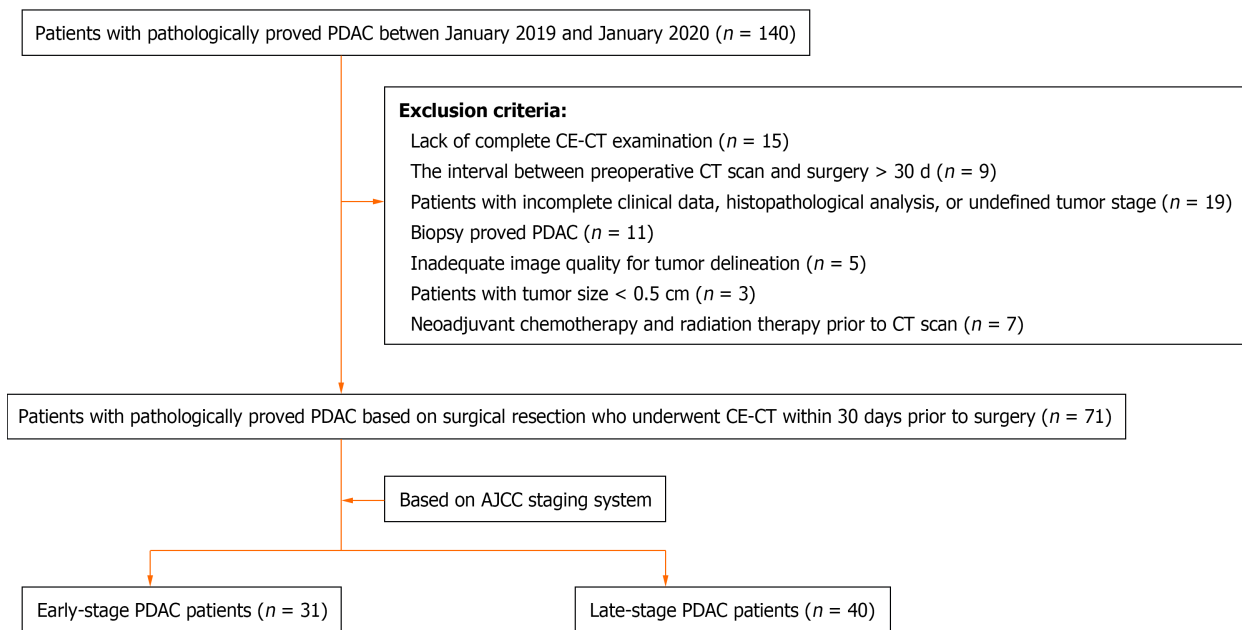 Patients with pathologically proved PDAC betwen January 2019 and January 2020 (n = 140)
Exclusion criteria:
Lack of complete CE-CT examination (n = 15)
The interval between preoperative CT scan and surgery > 30 d (n = 9)
Patients with incomplete clinical data, histopathological analysis, or undefined tumor stage (n = 19)
Biopsy proved PDAC (n = 11)
Inadequate image quality for tumor delineation (n = 5)
Patients with tumor size < 0.5 cm (n = 3)
Neoadjuvant chemotherapy and radiation therapy prior to CT scan (n = 7)
Patients with pathologically proved PDAC based on surgical resection who underwent CE-CT within 30 days prior to surgery (n = 71)
Based on AJCC staging system
Early-stage PDAC patients (n = 31)
Late-stage PDAC patients (n = 40)